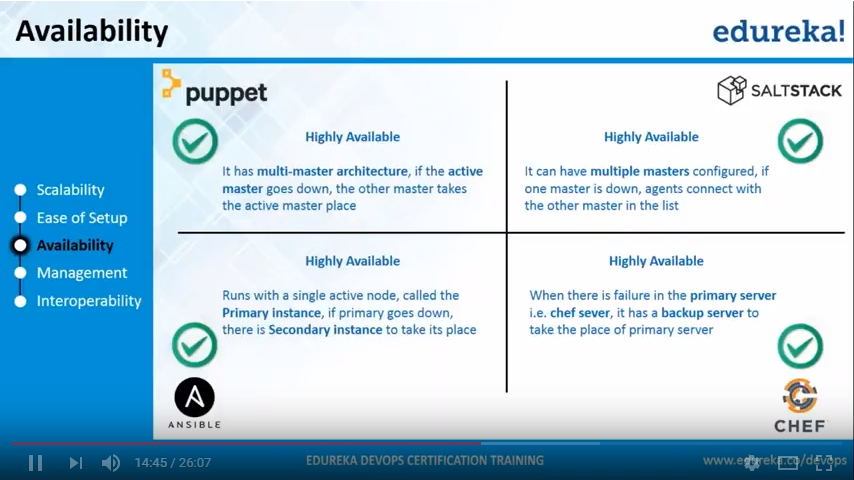 Availability
edureka!
Scalability
Ease of Setup
Availability
Management
Interoperability
puppet
Highly Available
It has multi-master architecture, if the active
master goes down, the other master takes
the active master place
SALTSTACK
Highly Available
It can have multiple masters configured, if
one master is down, agents connect with
the other master in the list
Highly Available
Runs with a single active node, called the
Primary instance, if primary goes down,
there is Secondary instance to take its place
ANSIBLE
Highly Available
When there is failure in the primary server
i.e. chef sever, it has a backup server to
take the place of primary server
CHEF
14:45 / 26:07
EDUREKA DEVOPS CERTIFICATION TRAINING
www.edureka.co/devops